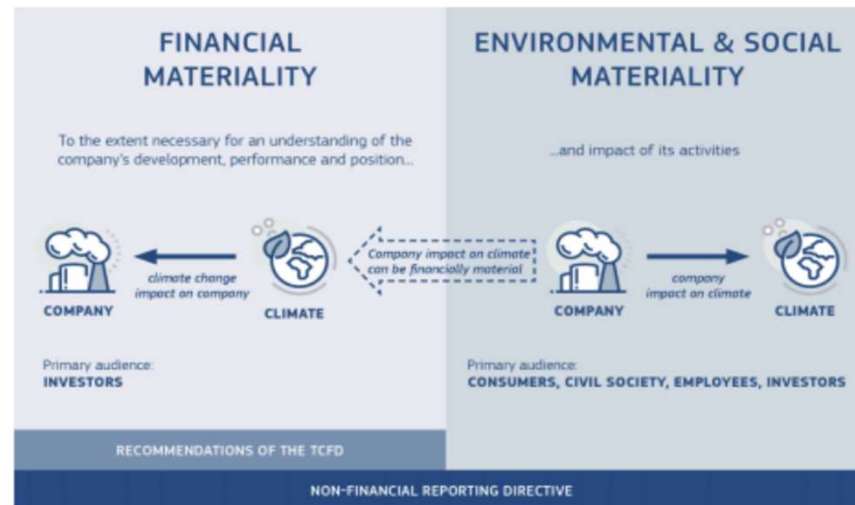 FINANCIAL
MATERIALITY
To the extent necessary for an understanding of the
company's development, performance and position...
climate change
impact on company
COMPANY
CLIMATE
Primary audience:
INVESTORS
RECOMMENDATIONS OF THE TCFD
Company impact on climate
can be financially material
ENVIRONMENTAL & SOCIAL
MATERIALITY
...and impact of its activities
company
impact on climate
COMPANY
CLIMATE
Primary audience:
CONSUMERS, CIVIL SOCIETY, EMPLOYEES, INVESTORS
NON-FINANCIAL REPORTING DIRECTIVE